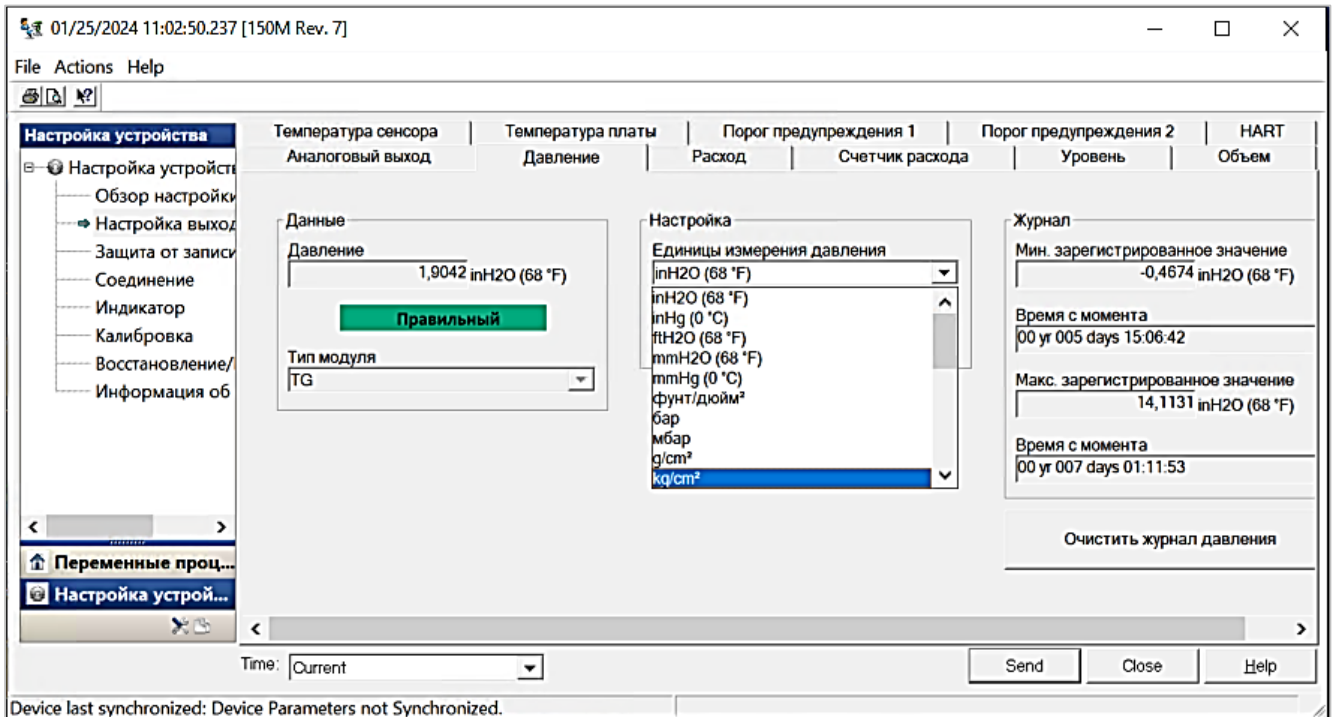 01/25/2024 11:02:50.237 [150M Rev. 7]
File Actions Help
Настройка устройства
Настройка устройств
Обзор настройки
Настройка выход
Защита от записи
Соединение
Индикатор
Калибровка
Восстановление/
Информация об
Переменные проц...
Настройка устрой...
Температура сенсора
Температура платы
Порог предупреждения 1
Порог предупреждения 2
HART
Аналоговый выход
Давление
Расход
Счетчик расхода
Уровень
Объем
Данные
Давление
1,9042 inH2O (68 °F)
Правильный
Тип модуля
TG
Настройка
Единицы измерения давления
inH2O (68 °F)
inH2O (68 °F)
inHg (0 °C)
ftH2O (68 °F)
mmH2O (68 °F)
mmHg (0 °C)
фунт/дюйм²
бар
мбар
g/cm²
kg/cm²
Журнал
Мин. зарегистрированное значение
-0,4674 inH2O (68 °F)
Время с момента
00 yr 005 days 15:06:42
Макс. зарегистрированное значение
14,1131 inH2O (68 °F)
Время с момента
00 yr 007 days 01:11:53
Очистить журнал давления
Time: Current
Send
Close
Help
Device last synchronized: Device Parameters not Synchronized.